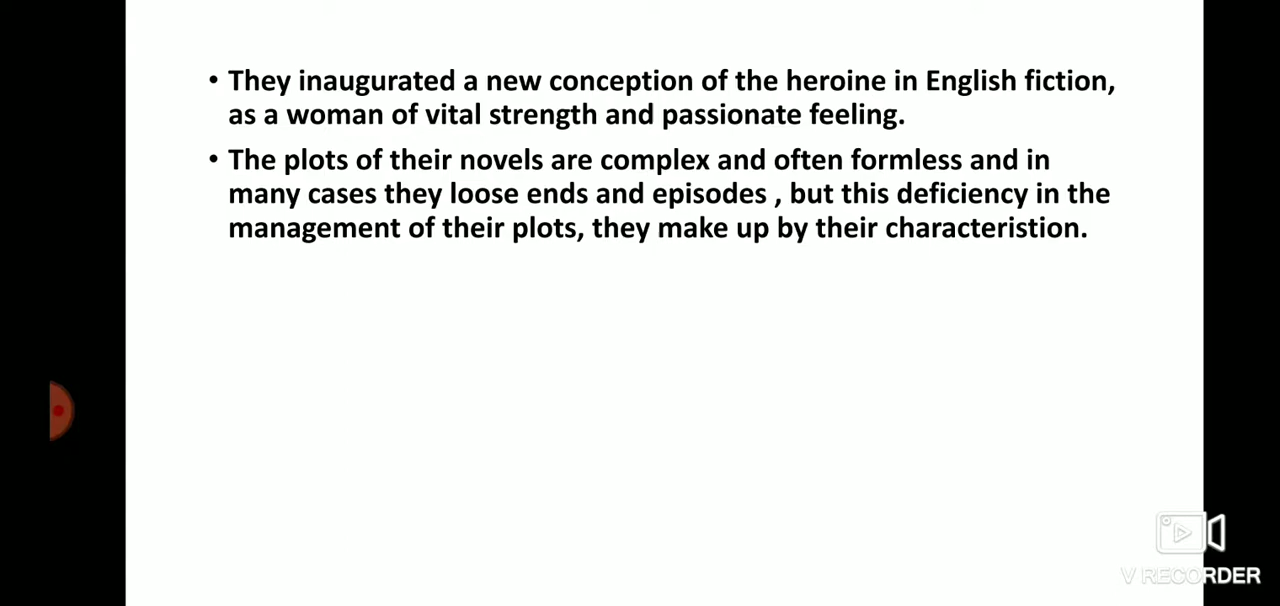 • They inaugurated a new conception of the heroine in English fiction,
as a woman of vital strength and passionate feeling.
• The plots of their novels are complex and often formless and in
many cases they loose ends and episodes , but this deficiency in the
management of their plots, they make up by their characteristion.
V RECORDER